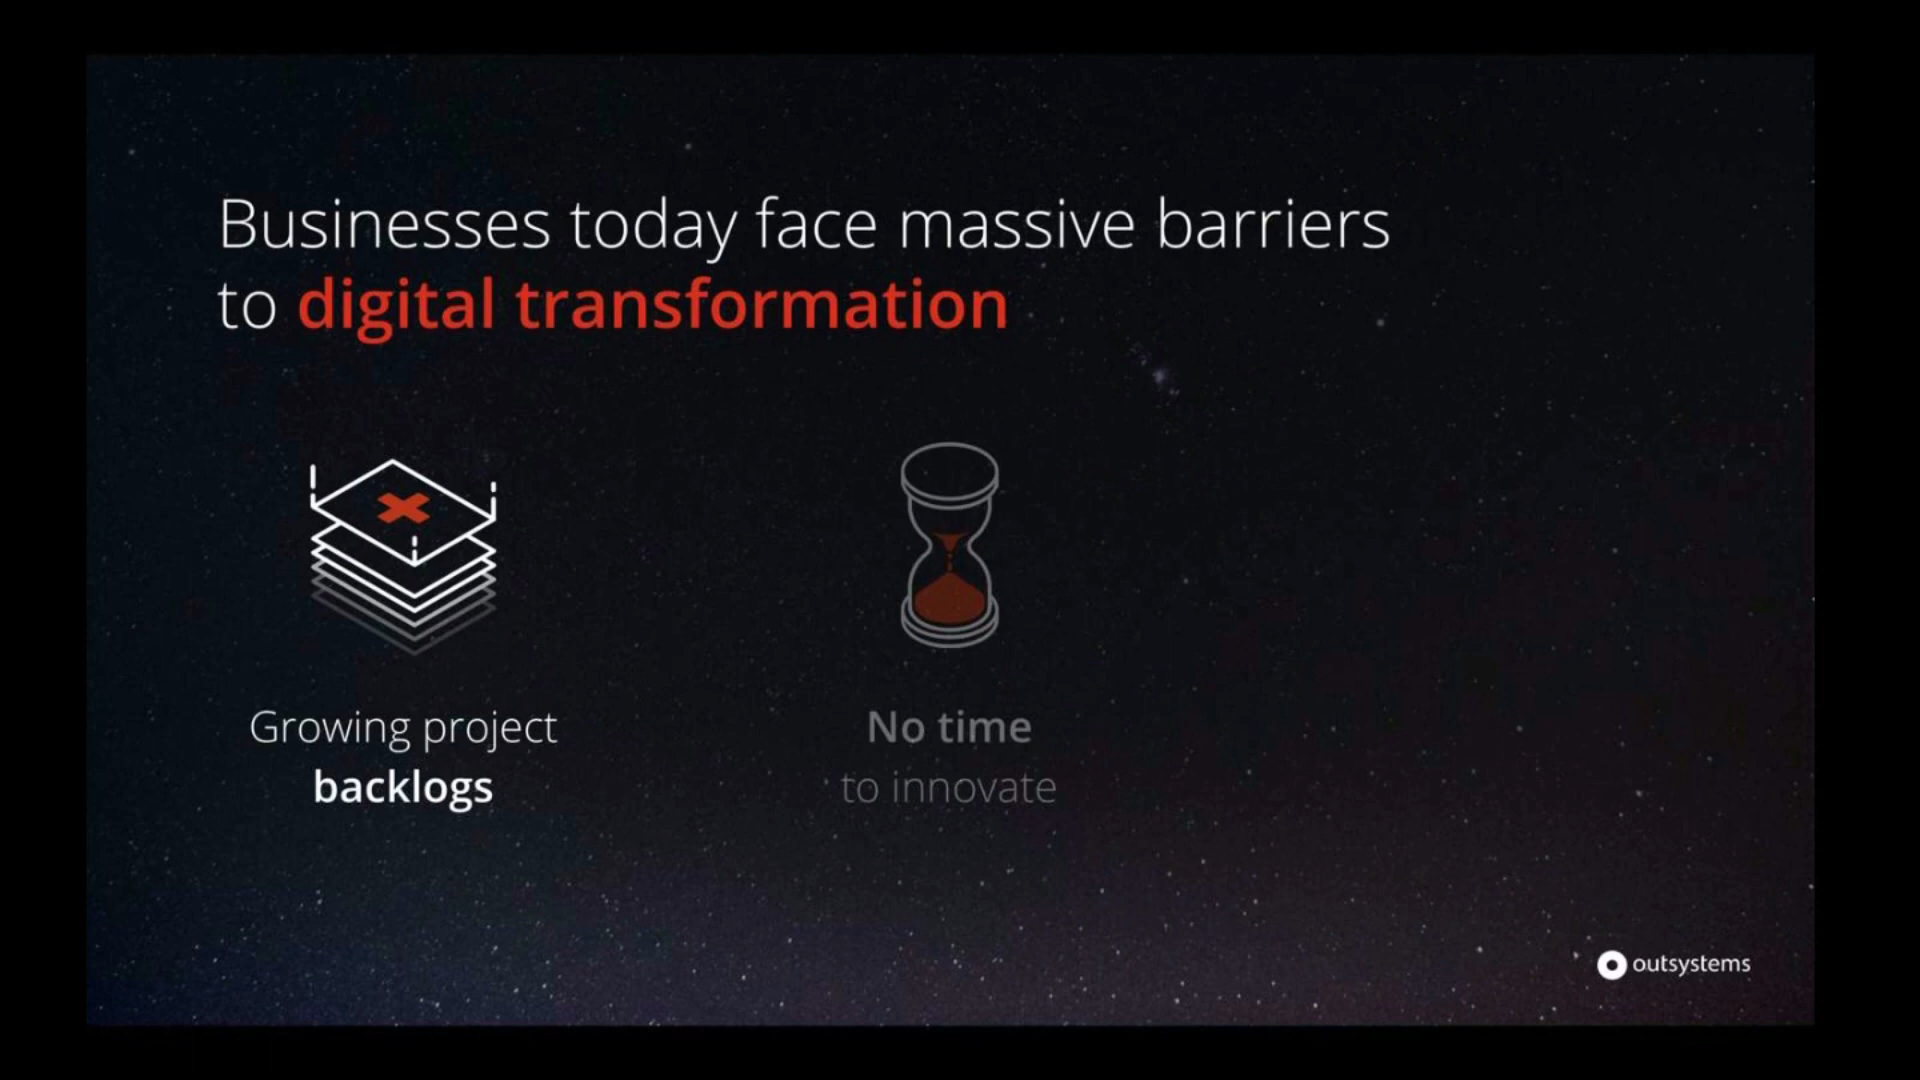 Businesses today face massive barriers
to digital transformation
Growing project
backlogs
No time
to innovate
outsystems